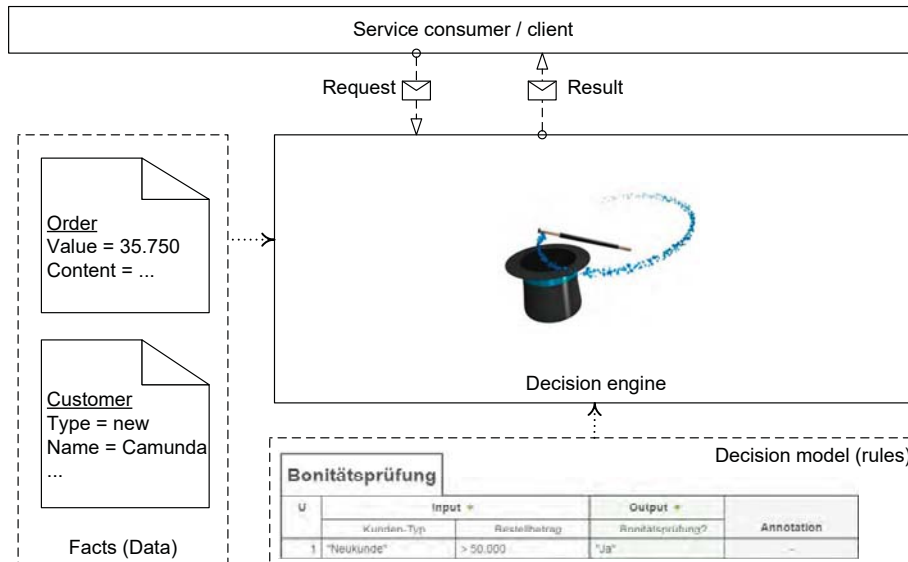 Service consumer / client
Request
Result
Order
Value = 35.750
Content = ...
Customer
Type = new
Name = Camunda
...
Facts (Data)
Decision engine
Decision model (rules)
Bonitätsprüfung
U Input + Output + Annotation
Kunden-Typ Bestellbetrag Bonitätsprüfung?
1 "Neukunde" > 50.000 "Ja" -